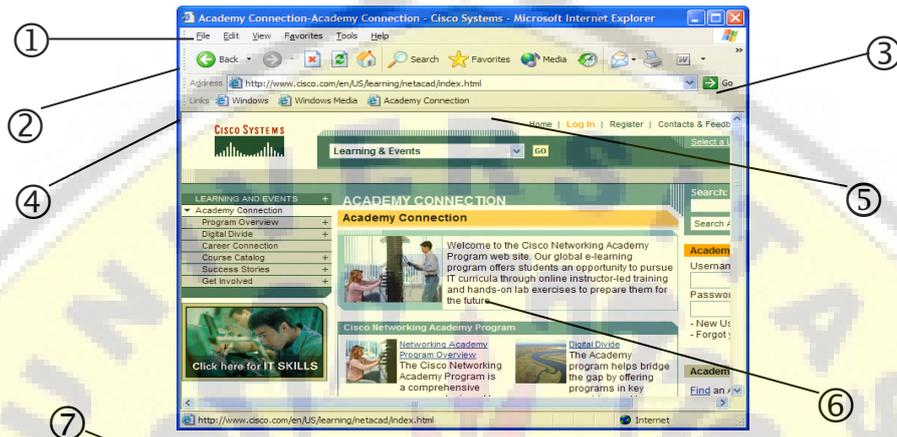 Academy Connection-Academy Connection - Cisco Systems - Microsoft Internet Explorer
①
File Edit View Favorites Tools Help
Back Search Favorites Media
③
Address http://www.cisco.com/en/US/learning/netacad/index.html Go
②
Links Windows Windows Media Academy Connection
Home | Log In | Register | Contacts & Feedb
CISCO SYSTEMS
Select a L
Learning & Events GO
④
⑤
LEARNING AND EVENTS +
Academy Connection
Program Overview +
Digital Divide +
Career Connection
Course Catalog +
Success Stories +
Get Involved +
Click here for IT SKILLS
ACADEMY CONNECTION
Academy Connection
Welcome to the Cisco Networking Academy
Program web site. Our global e-learning
program offers students an opportunity to pursue
IT curricula through online instructor-led training
and hands-on lab exercises to prepare them for
the future
Cisco Networking Academy Program
Networking Academy
Program Overview
The Cisco Networking
Academy Program is
a comprehensive
Digital Divide
The Academy
program helps bridge
the gap by offering
programs in key
Search:
Search A
Academ
Usernam
Passwor
- New Us
- Forgot y
Academ
Find an A
⑥
http://www.cisco.com/en/US/learning/netacad/index.html Internet
⑦